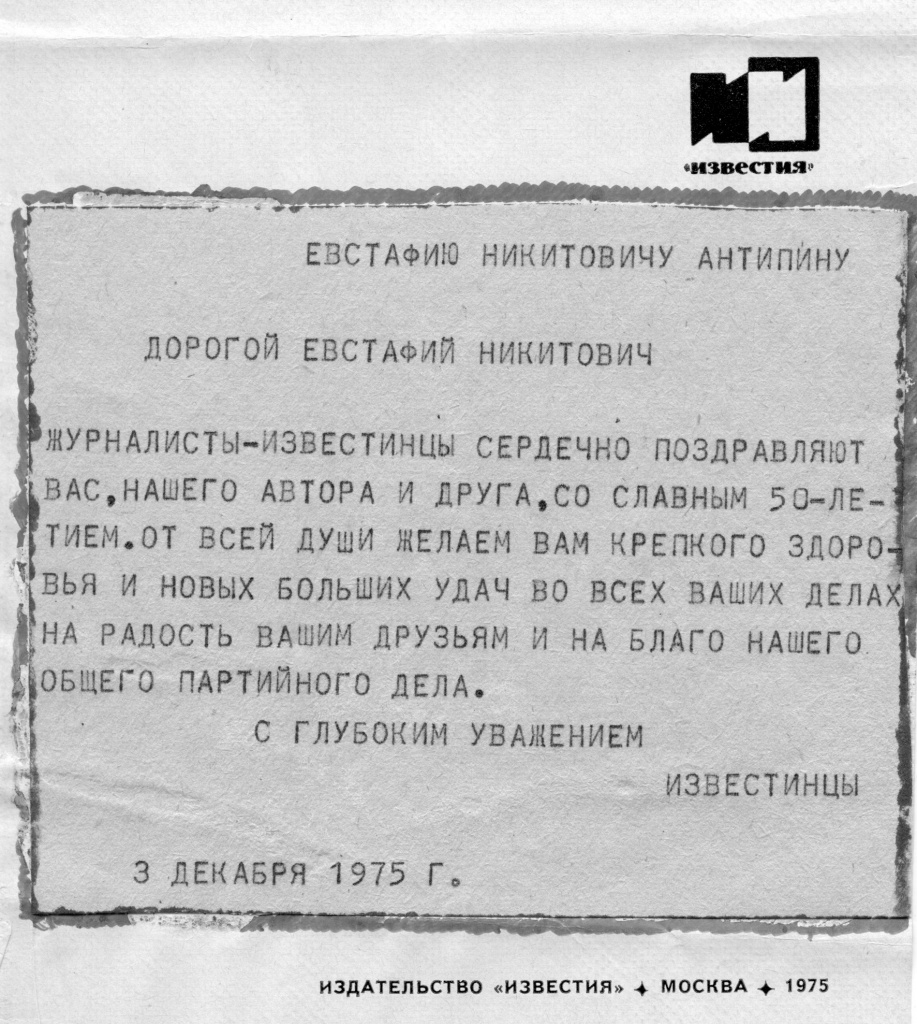 «ИЗВЕСТИЯ»
ЕВСТАФИЮ НИКИТОВИЧУ АНТИПИНУ
ДОРОГОЙ ЕВСТАФИЙ НИКИТОВИЧ
ЖУРНАЛИСТЫ-ИЗВЕСТИНЦЫ СЕРДЕЧНО ПОЗДРАВЛЯЮТ
ВАС,НАШЕГО АВТОРА И ДРУГА,СО СЛАВНЫМ 50-ЛЕ-
ТИЕМ.ОТ ВСЕЙ ДУШИ ЖЕЛАЕМ ВАМ КРЕПКОГО ЗДОРО-
ВЬЯ И НОВЫХ БОЛЬШИХ УДАЧ ВО ВСЕХ ВАШИХ ДЕЛАХ
НА РАДОСТЬ ВАШИМ ДРУЗЬЯМ И НА БЛАГО НАШЕГО
ОБЩЕГО ПАРТИЙНОГО ДЕЛА.
С ГЛУБОКИМ УВАЖЕНИЕМ
ИЗВЕСТИНЦЫ
3 ДЕКАБРЯ 1975 Г.
ИЗДАТЕЛЬСТВО «ИЗВЕСТИЯ» ✦ МОСКВА ✦ 1975